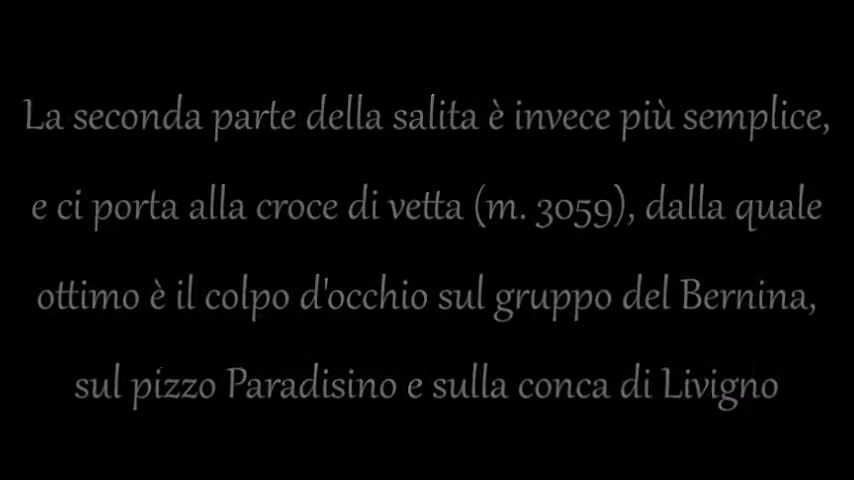 La seconda parte della salita è invece più semplice,
e ci porta alla croce di vetta (m. 3059), dalla quale
ottimo è il colpo d'occhio sul gruppo del Bernina,
sul pizzo Paradisino e sulla conca di Livigno